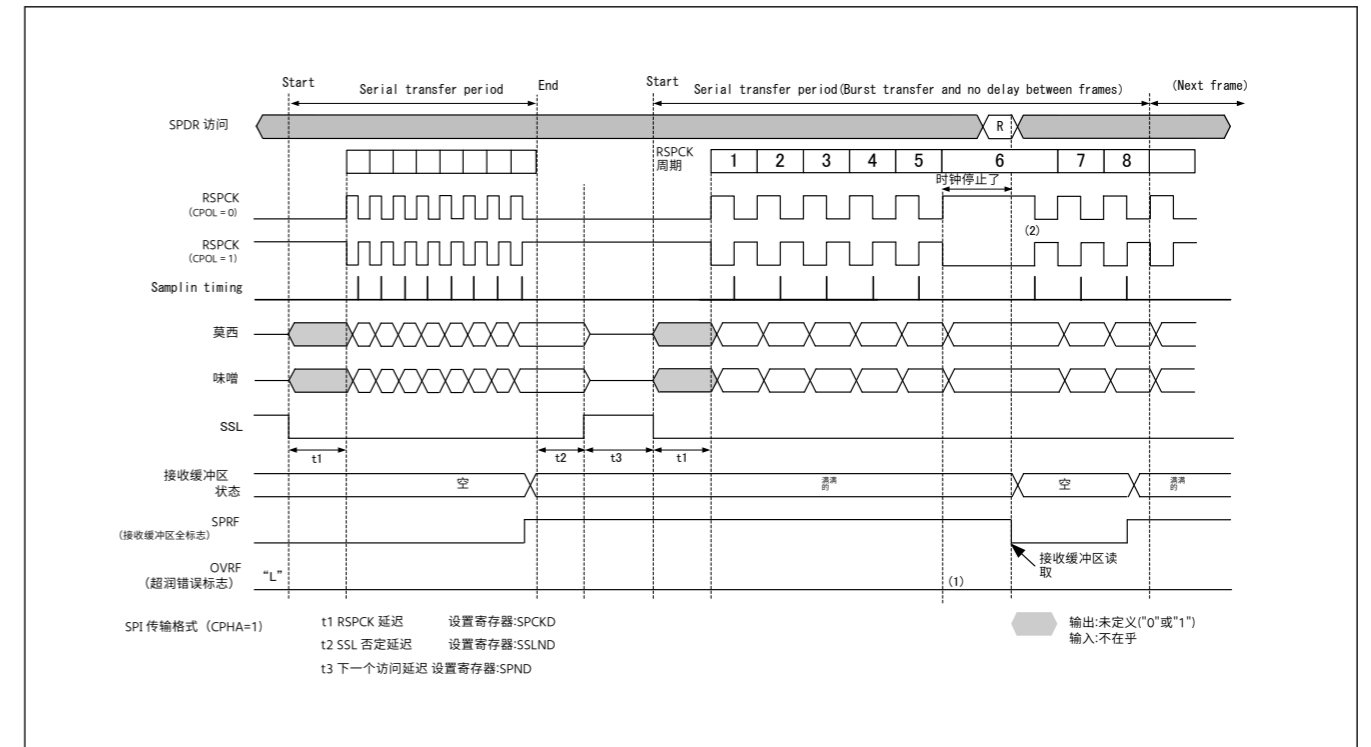 Start
Serial transfer period
End
Start
Serial transfer period(Burst transfer and no delay between frames)
(Next frame)
SPDR 访问
R
RSPCK
周期
1 2 3 4 5 6 7 8
时钟停止了
RSPCK
(CPOL = 0)
(2)
RSPCK
(CPOL = 1)
Samplin timing
莫西
味噌
SSL
t1 t2 t3 t1
接收缓冲区
状态
空
满满
的
空
满满
的
SPRF
(接收缓冲区全标志)
接收缓冲区读
取
OVRF
(超润错误标志)
“L”
(1)
SPI 传输格式（CPHA=1）
t1 RSPCK 延迟 设置寄存器:SPCKD
t2 SSL 否定延迟 设置寄存器:SSLND
t3 下一个访问延迟 设置寄存器:SPND
输出:未定义("0"或"1")
输入:不在乎